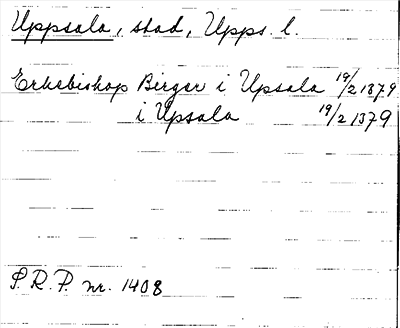 Uppsala, stad, Upps. l.
Erkebiskop Birger i Upsala 19/2 1379
i Upsala 19/2 1379
S.R.P. nr. 1408